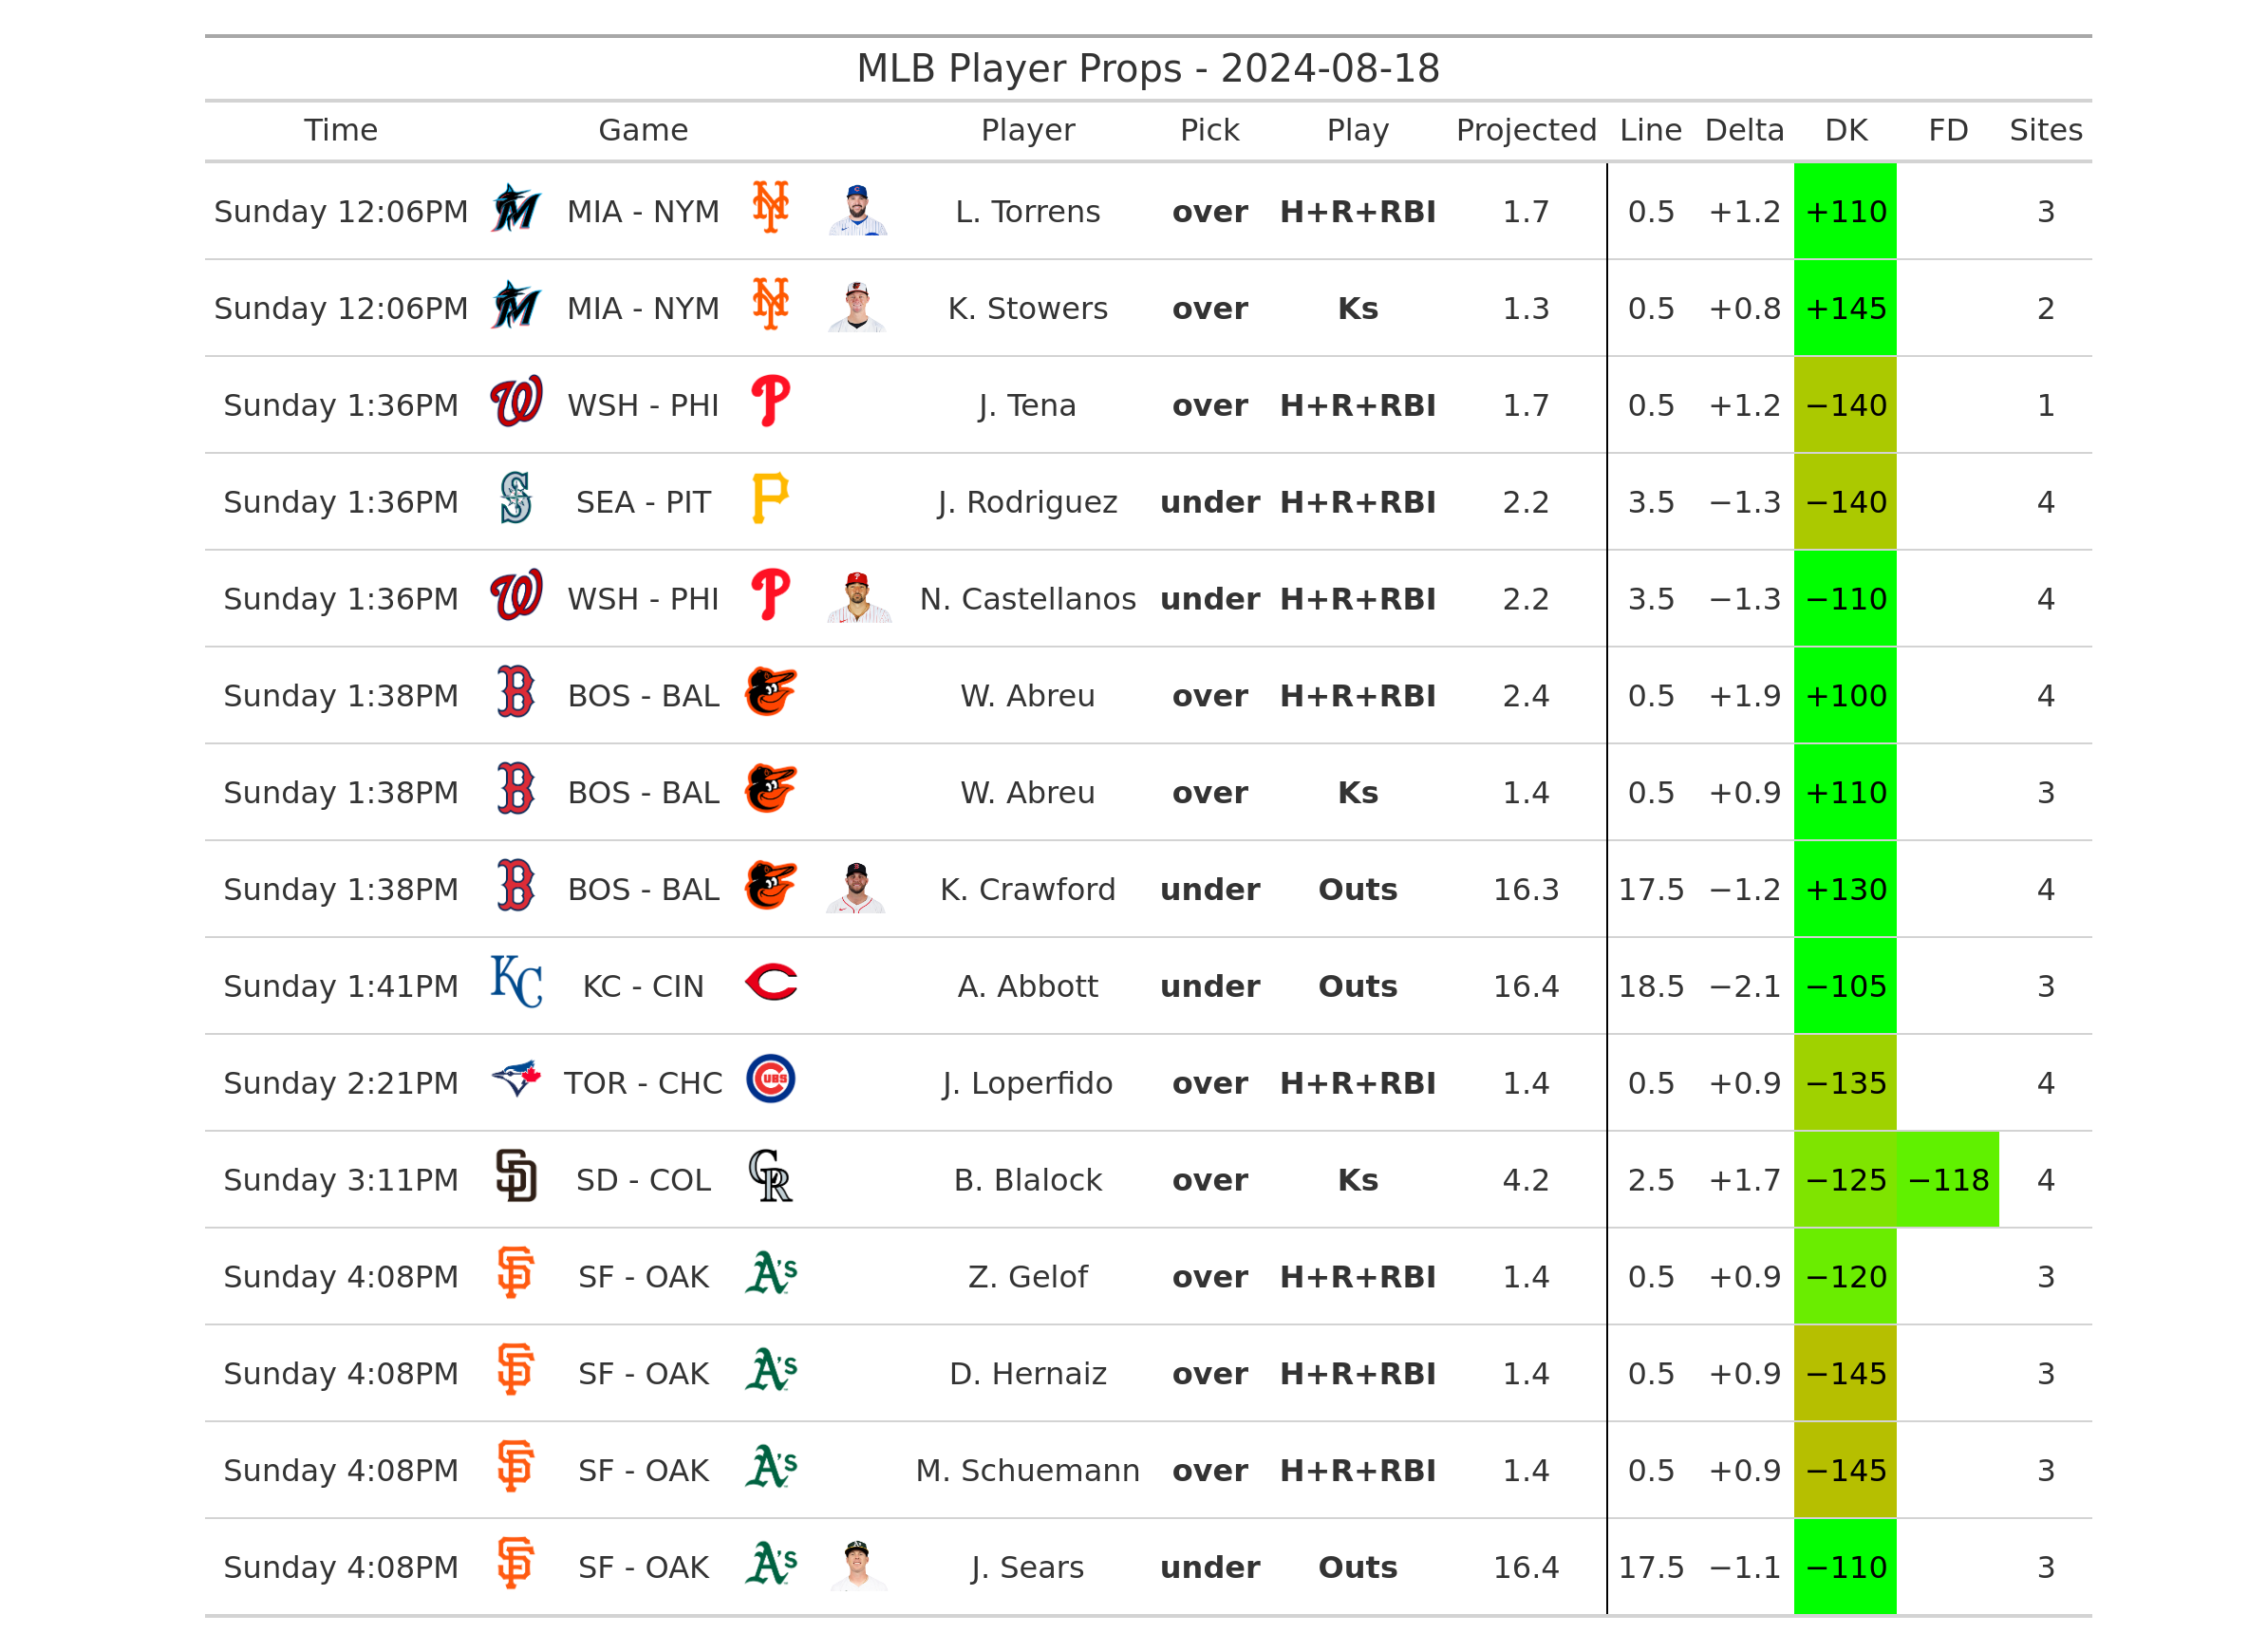 MLB Player Props - 2024-08-18
Time Game Player Pick Play Projected Line Delta DK FD Sites
Sunday 12:06PM MIA - NYM L. Torrens over H+R+RBI 1.7 0.5 +1.2 +110 3
Sunday 12:06PM MIA - NYM K. Stowers over Ks 1.3 0.5 +0.8 +145 2
Sunday 1:36PM WSH - PHI J. Tena over H+R+RBI 1.7 0.5 +1.2 −140 1
Sunday 1:36PM SEA - PIT J. Rodriguez under H+R+RBI 2.2 3.5 −1.3 −140 4
Sunday 1:36PM WSH - PHI N. Castellanos under H+R+RBI 2.2 3.5 −1.3 −110 4
Sunday 1:38PM BOS - BAL W. Abreu over H+R+RBI 2.4 0.5 +1.9 +100 4
Sunday 1:38PM BOS - BAL W. Abreu over Ks 1.4 0.5 +0.9 +110 3
Sunday 1:38PM BOS - BAL K. Crawford under Outs 16.3 17.5 −1.2 +130 4
Sunday 1:41PM KC - CIN A. Abbott under Outs 16.4 18.5 −2.1 −105 3
Sunday 2:21PM TOR - CHC J. Loperfido over H+R+RBI 1.4 0.5 +0.9 −135 4
Sunday 3:11PM SD - COL B. Blalock over Ks 4.2 2.5 +1.7 −125 −118 4
Sunday 4:08PM SF - OAK Z. Gelof over H+R+RBI 1.4 0.5 +0.9 −120 3
Sunday 4:08PM SF - OAK D. Hernaiz over H+R+RBI 1.4 0.5 +0.9 −145 3
Sunday 4:08PM SF - OAK M. Schuemann over H+R+RBI 1.4 0.5 +0.9 −145 3
Sunday 4:08PM SF - OAK J. Sears under Outs 16.4 17.5 −1.1 −110 3